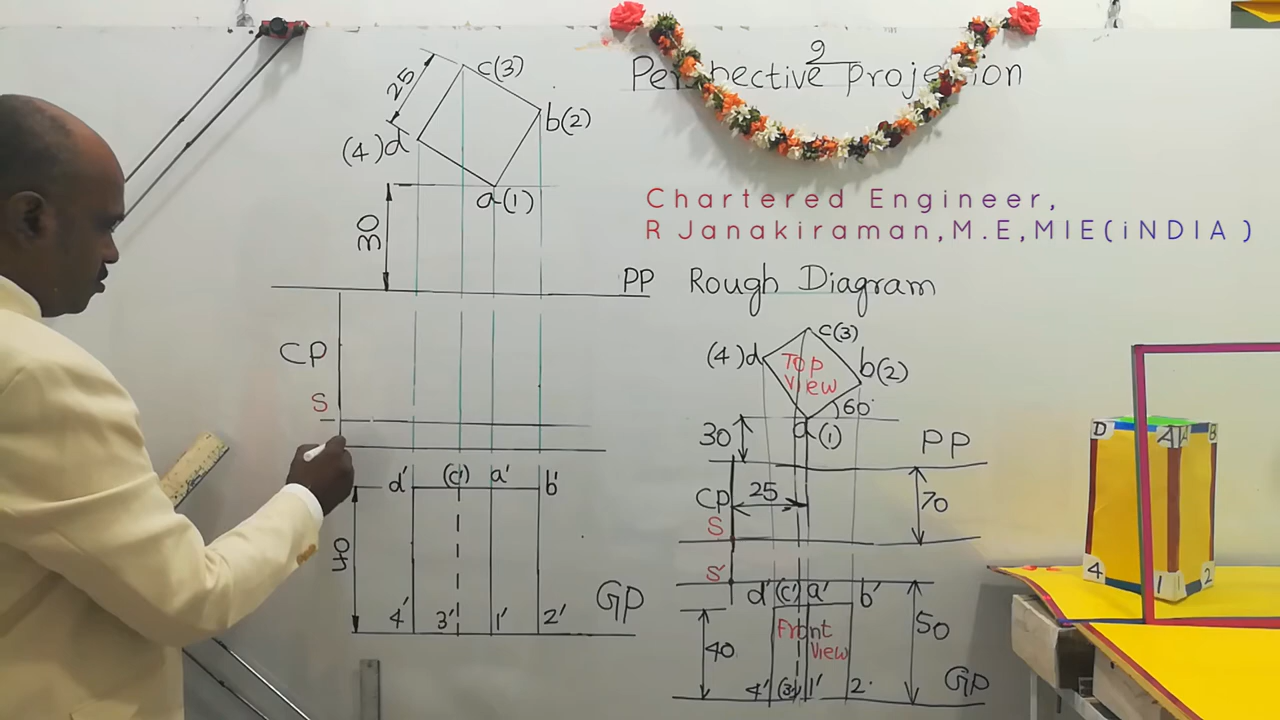 9
Perspective projection
Chartered Engineer,
R Janakiraman,M.E,MIE(iNDIA )
25
c(3)
b(2)
(4)d
a(1)
30
PP
CP
S
d' (c') a' b'
40
4' 3' 1' 2'
GP
Rough Diagram
c(3)
(4)d
Top
View
b(2)
60°
30
a(1)
PP
CP
25
70
S
S'
d' (c') a' b'
Front
View
40
50
4' (3') 1' 2'
GP
D A A B
4 1 1 2